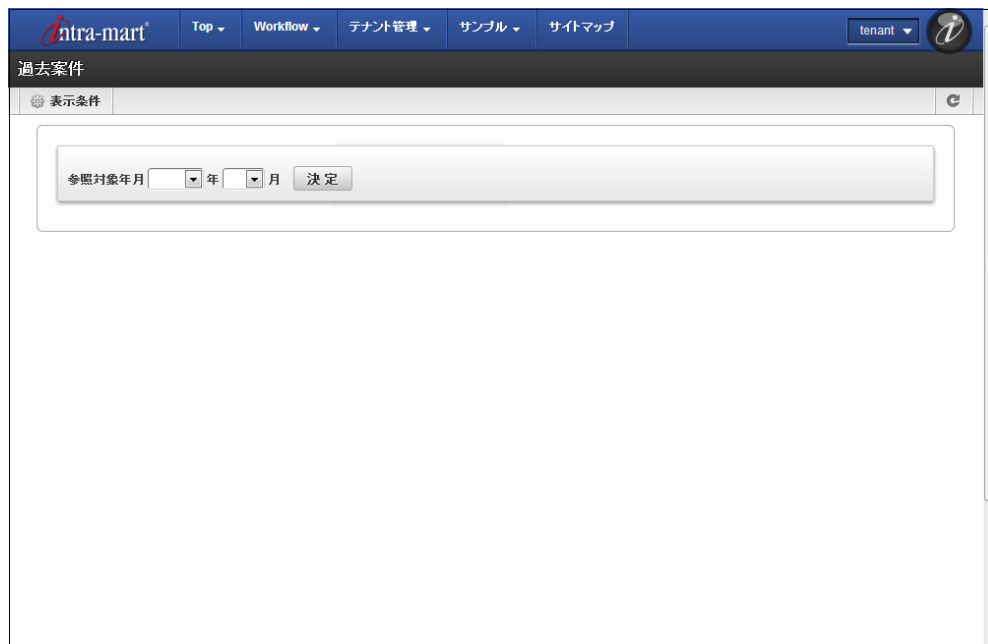 intra-mart® Top Workflow テナント管理 サンプル サイトマップ tenant
過去案件
表示条件
参照対象年月 年 月 決定